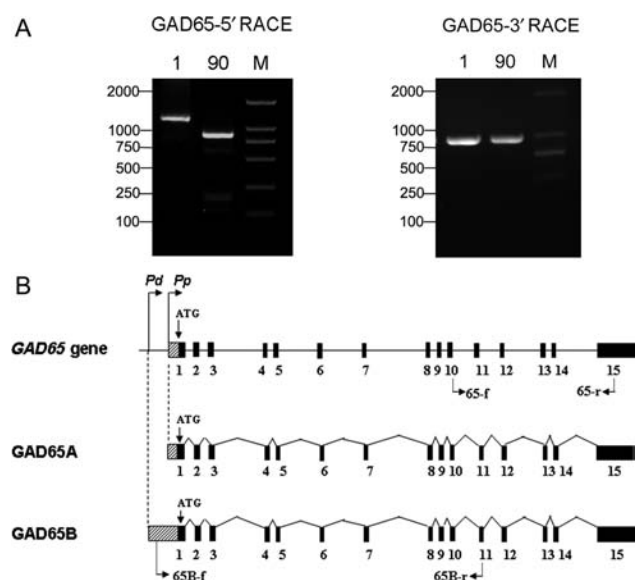 A
GAD65-5′ RACE
GAD65-3′ RACE
1 90 M
1 90 M
2000
1000
750
500
250
100
2000
1000
750
500
250
100
B
Pd Pp
ATG
GAD65 gene
1 2 3 4 5 6 7 8 9 10 11 12 13 14 15
65-f 65-r
ATG
GAD65A
1 2 3 4 5 6 7 8 9 10 11 12 13 14 15
ATG
GAD65B
1 2 3 4 5 6 7 8 9 10 11 12 13 14 15
65B-f 65B-r